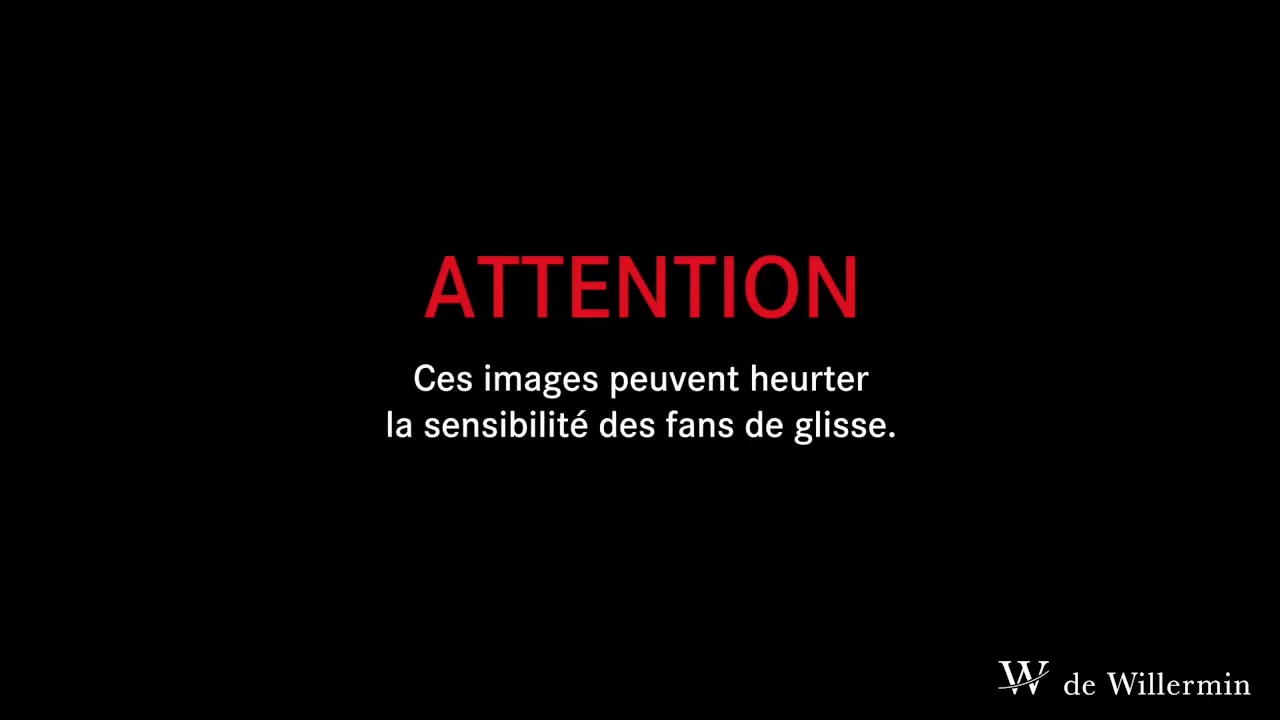 ATTENTION
Ces images peuvent heurter
la sensibilité des fans de glisse.
W de Willermin